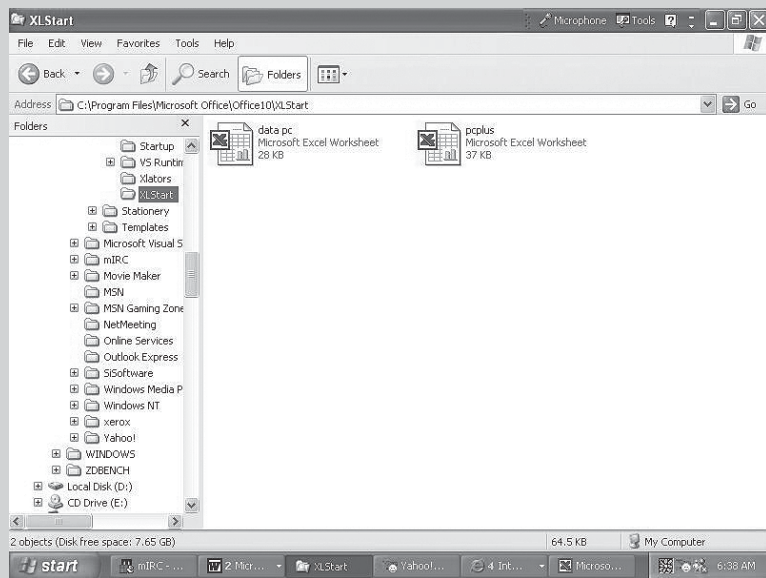 XLStart
Microphone Tools
File Edit View Favorites Tools Help
Back Search Folders
Address C:\Program Files\Microsoft Office\Office10\XLStart Go
Folders
Startup
VS Runtim
Xlators
XLStart
Stationery
Templates
Microsoft Visual S
mIRC
Movie Maker
MSN
MSN Gaming Zone
NetMeeting
Online Services
Outlook Express
SiSoftware
Windows Media P
Windows NT
xerox
Yahoo!
WINDOWS
ZDBENCH
Local Disk (D:)
CD Drive (E:)
data pc
Microsoft Excel Worksheet
28 KB
pcplus
Microsoft Excel Worksheet
37 KB
2 objects (Disk free space: 7.65 GB) 64.5 KB My Computer
start mIRC - ... 2 Micr... XLStart Yahoo!... 4 Int... Microso... 6:38 AM